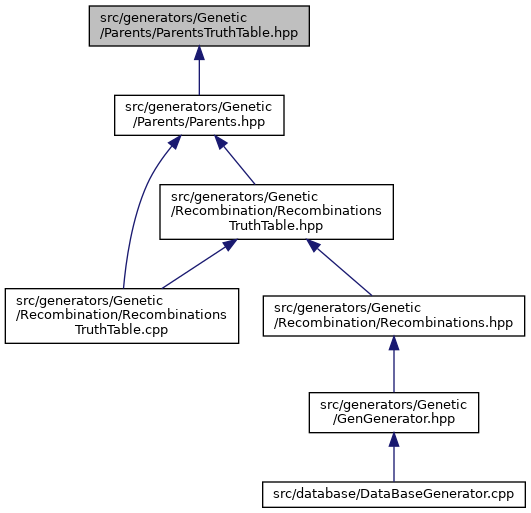 src/generators/Genetic
/Parents/ParentsTruthTable.hpp
src/generators/Genetic
/Parents/Parents.hpp
src/generators/Genetic
/Recombination/Recombinations
TruthTable.hpp
src/generators/Genetic
/Recombination/Recombinations
TruthTable.cpp
src/generators/Genetic
/Recombination/Recombinations.hpp
src/generators/Genetic
/GenGenerator.hpp
src/database/DataBaseGenerator.cpp